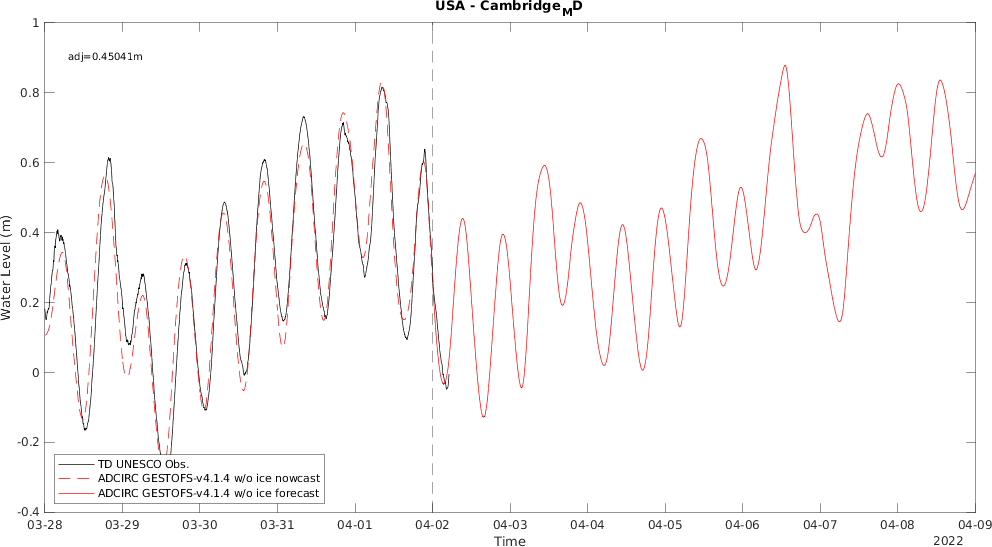 USA - Cambridge_MD
adj=0.45041m
1
0.8
0.6
0.4
0.2
0
-0.2
-0.4
Water Level (m)
TD UNESCO Obs.
ADCIRC GESTOFS-v4.1.4 w/o ice nowcast
ADCIRC GESTOFS-v4.1.4 w/o ice forecast
03-28 03-29 03-30 03-31 04-01 04-02 04-03 04-04 04-05 04-06 04-07 04-08 04-09
Time
2022